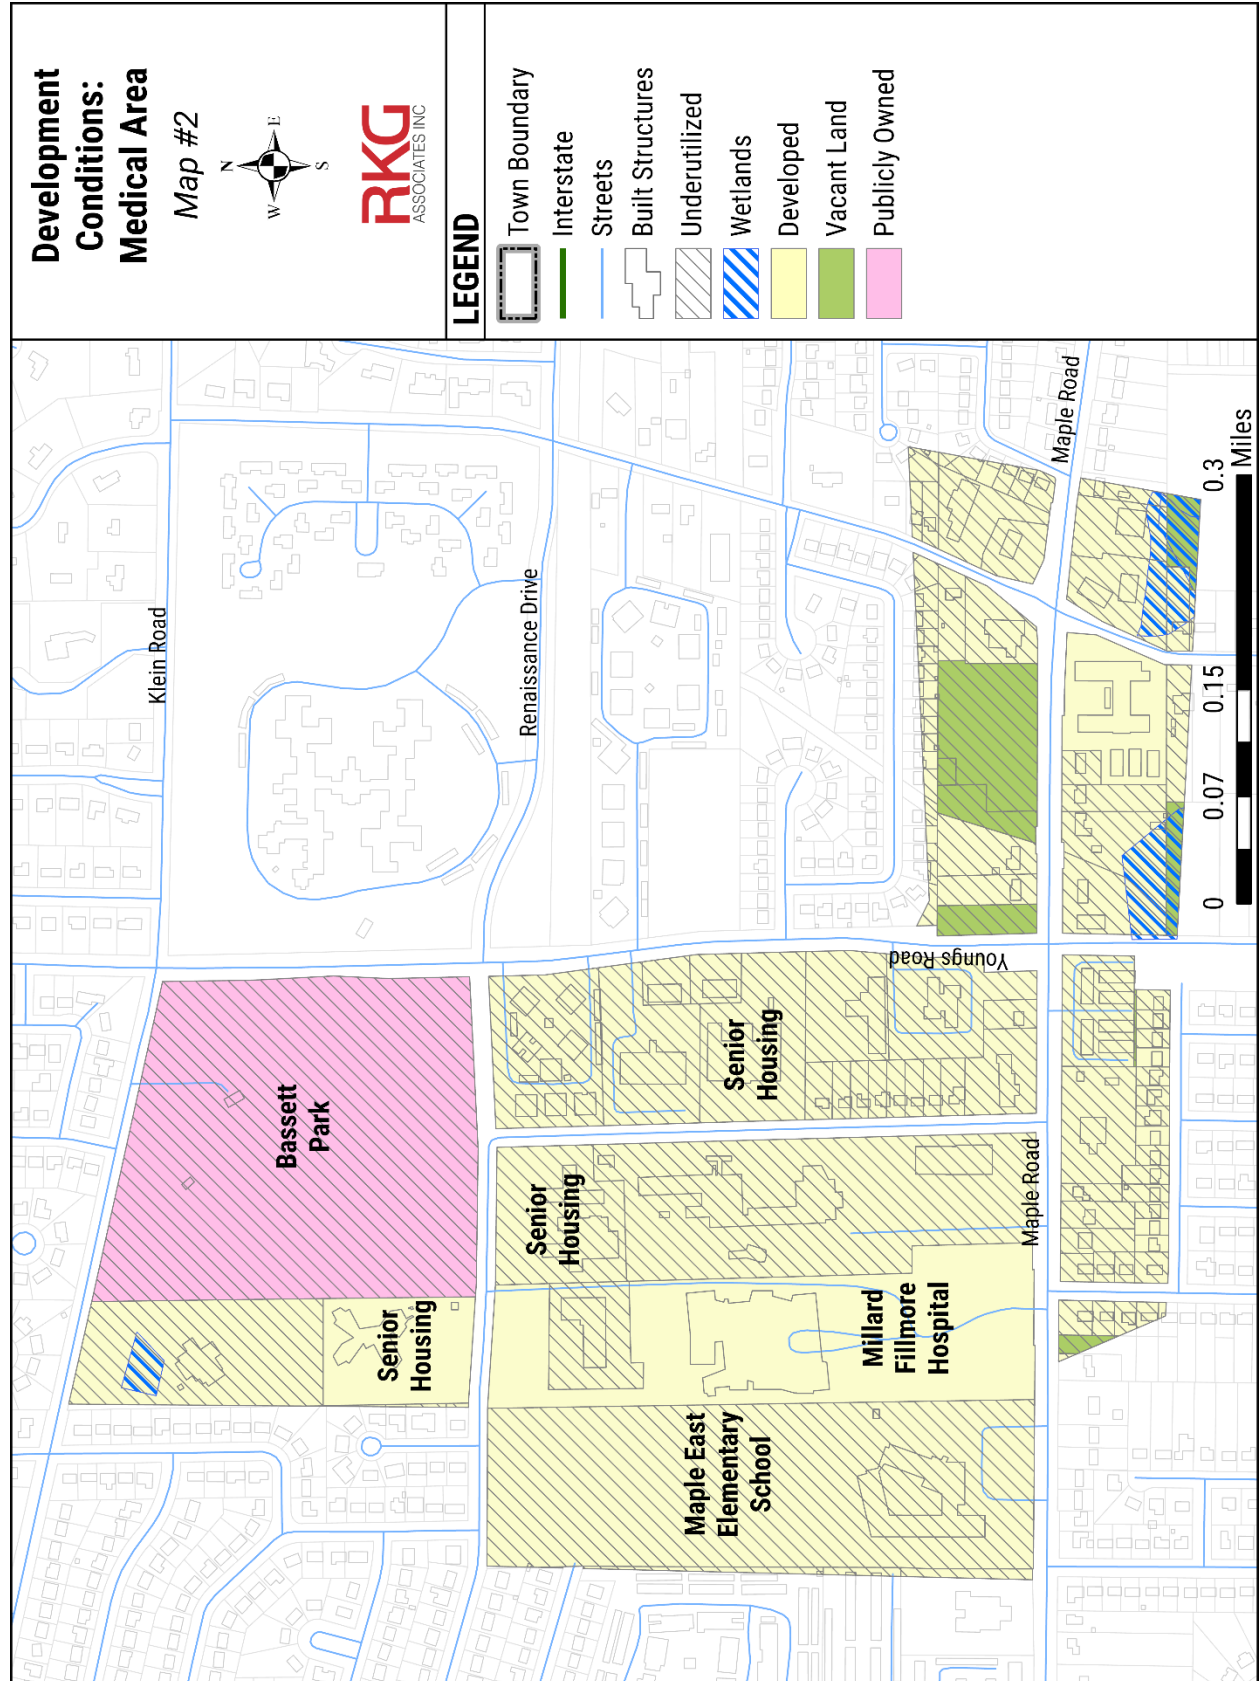 Development
Conditions:
Medical Area
Map #2
N
W
E
S
RKG
ASSOCIATES INC
LEGEND
Town Boundary
Interstate
Streets
Built Structures
Underutilized
Wetlands
Developed
Vacant Land
Publicly Owned
Klein Road
Renaissance Drive
Bassett
Park
Senior
Housing
Senior
Housing
Senior
Housing
Youngs Road
Maple East
Elementary
School
Millard
Fillmore
Hospital
Maple Road
Maple Road
0 0.07 0.15 0.3
Miles